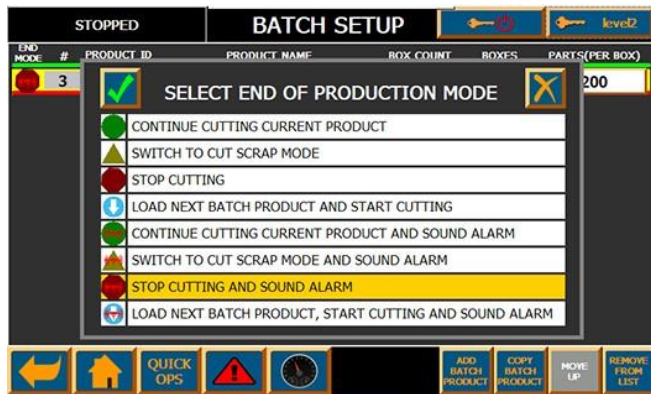 STOPPED BATCH SETUP level2
END MODE # PRODUCT ID PRODUCT NAME BOX COUNT BOXES PARTS(PER BOX)
3 200
SELECT END OF PRODUCTION MODE
CONTINUE CUTTING CURRENT PRODUCT
SWITCH TO CUT SCRAP MODE
STOP CUTTING
LOAD NEXT BATCH PRODUCT AND START CUTTING
CONTINUE CUTTING CURRENT PRODUCT AND SOUND ALARM
SWITCH TO CUT SCRAP MODE AND SOUND ALARM
STOP CUTTING AND SOUND ALARM
LOAD NEXT BATCH PRODUCT, START CUTTING AND SOUND ALARM
QUICK OPS
ADD BATCH PRODUCT
COPY BATCH PRODUCT
MOVE UP
REMOVE FROM LIST